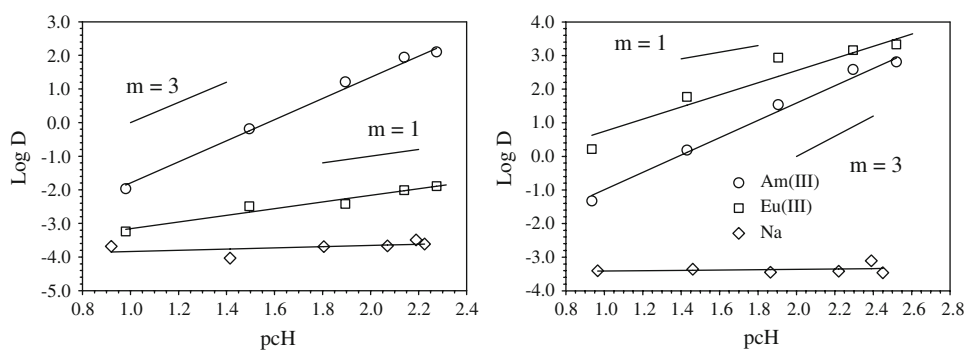 3.0
2.0
1.0
0.0
-1.0
-2.0
-3.0
-4.0
-5.0
Log D
m = 3
m = 1
0.8 1.0 1.2 1.4 1.6 1.8 2.0 2.2 2.4
pcH
4.0
3.0
2.0
1.0
0.0
-1.0
-2.0
-3.0
-4.0
Log D
m = 1
m = 3
Am(III)
Eu(III)
Na
0.8 1.0 1.2 1.4 1.6 1.8 2.0 2.2 2.4 2.6 2.8
pcH